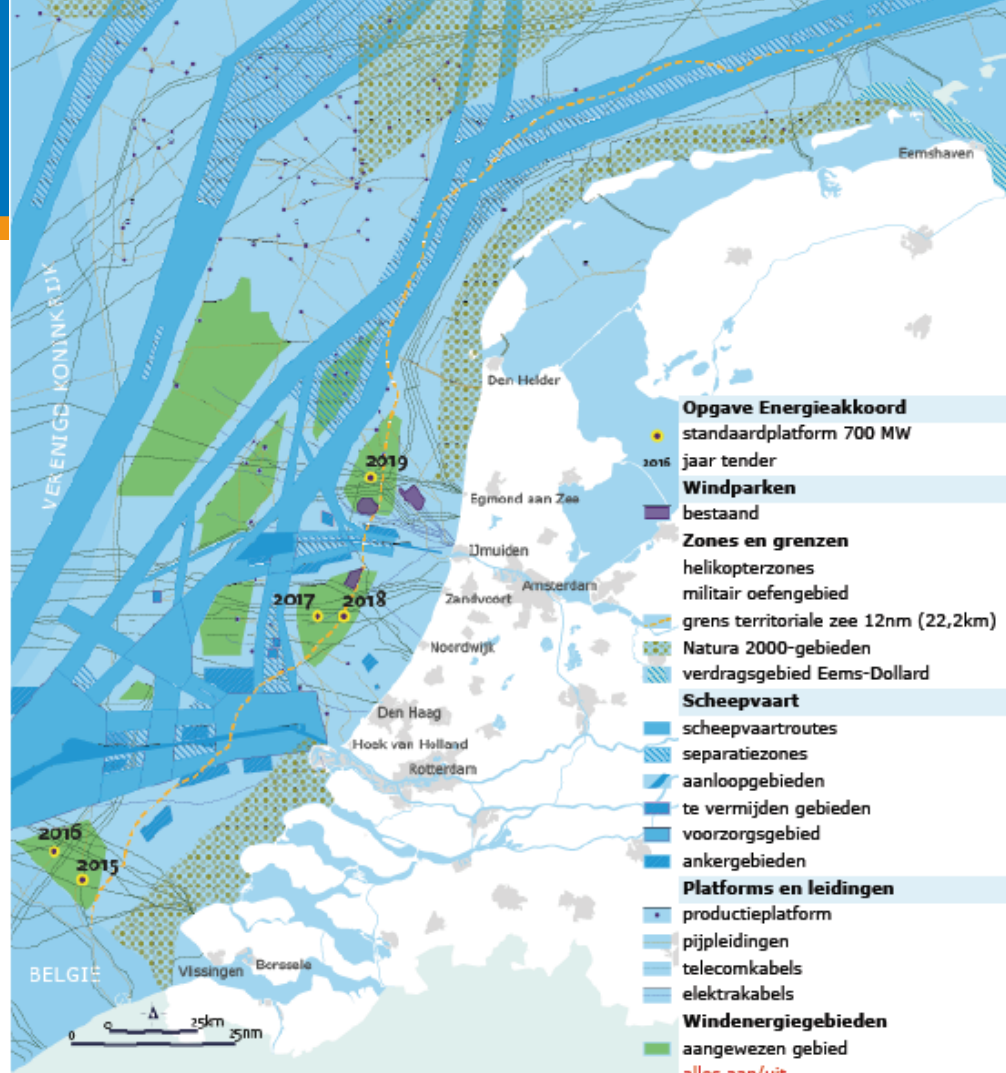 Eemshaven
VERENIGD KONINKRIJK
Den Helder
2019
Egmond aan Zee
IJmuiden
Amsterdam
2017
2018
Zandvoort
Noordwijk
Den Haag
Hoek van Holland
Rotterdam
2016
2015
BELGIE
Vlissingen
Borssele
0 25km
0 25nm
Opgave Energieakkoord
standaardplatform 700 MW
2016 jaar tender
Windparken
bestaand
Zones en grenzen
helikopterzones
militair oefengebied
grens territoriale zee 12nm (22,2km)
Natura 2000-gebieden
verdragsgebied Eems-Dollard
Scheepvaart
scheepvaartroutes
separatiezones
aanloopgebieden
te vermijden gebieden
voorzorgsgebied
ankergebieden
Platforms en leidingen
productieplatform
pijpleidingen
telecomkabels
elektrakabels
Windenergiegebieden
aangewezen gebied
alles aan/uit